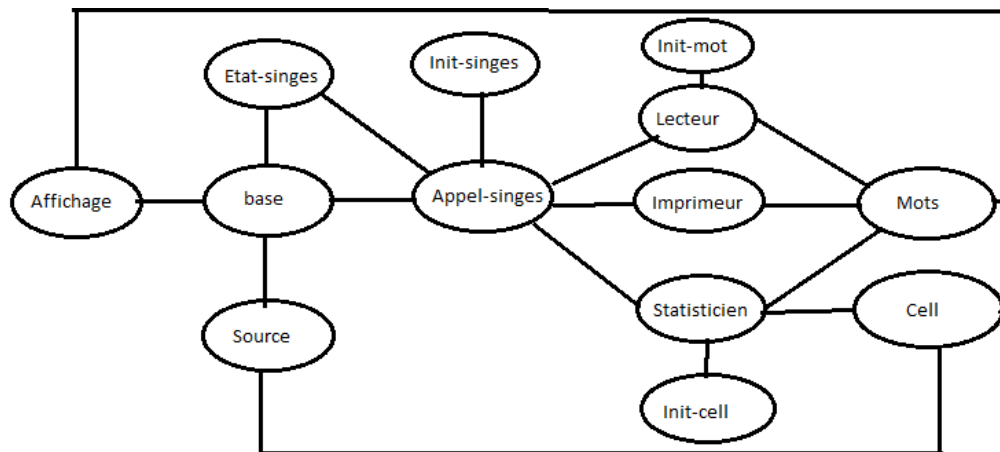 Init-mot
Init-singes
Etat-singes
Lecteur
Affichage
base
Appel-singes
Imprimeur
Mots
Source
Statisticien
Cell
Init-cell